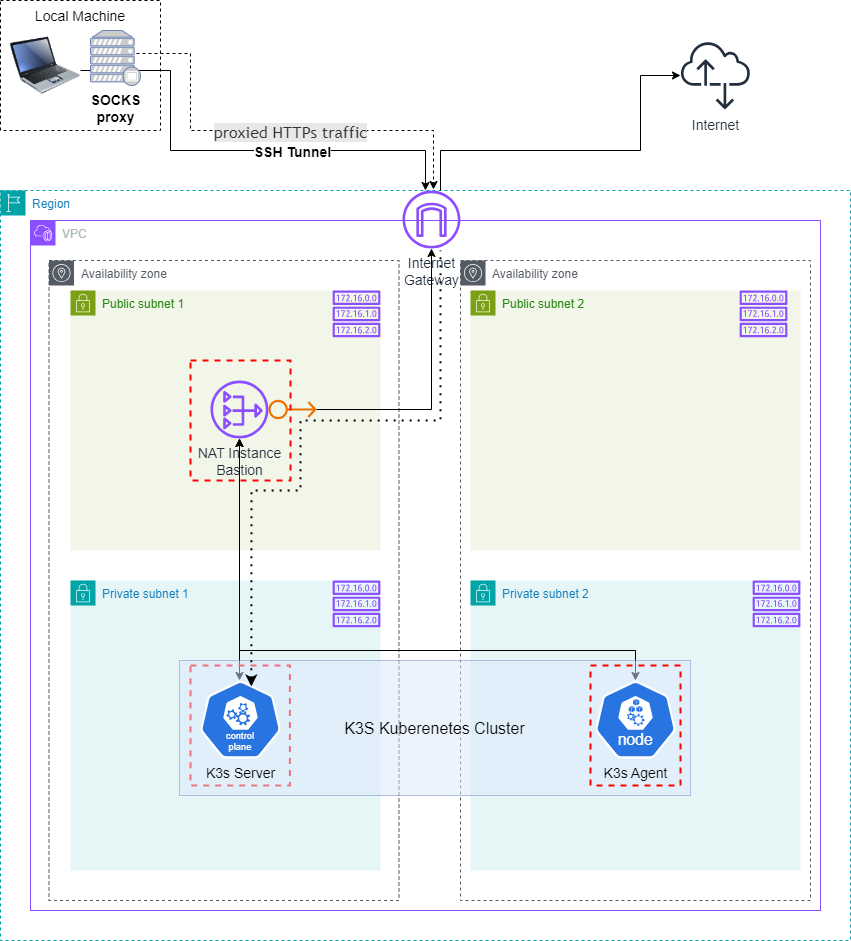 Local Machine
SOCKS
proxy
proxied HTTPs traffic
SSH Tunnel
Internet
Region
VPC
Internet
Gateway
Availability zone
Availability zone
Public subnet 1
172.16.0.0
172.16.1.0
172.16.2.0
Public subnet 2
172.16.0.0
172.16.1.0
172.16.2.0
NAT Instance
Bastion
Private subnet 1
172.16.0.0
172.16.1.0
172.16.2.0
Private subnet 2
172.16.0.0
172.16.1.0
172.16.2.0
control
plane
K3s Server
K3S Kuberenetes Cluster
node
K3s Agent